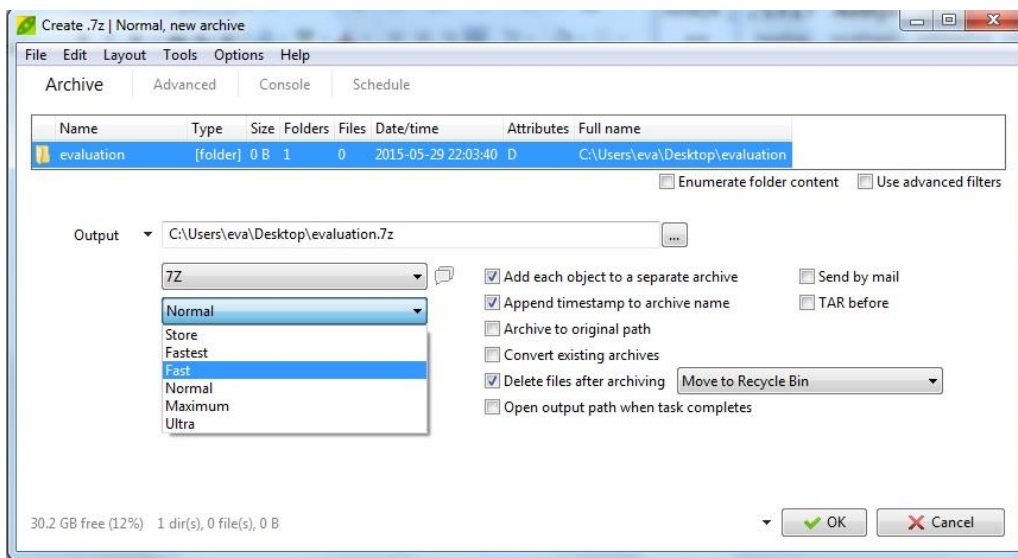 Create .7z | Normal, new archive
File Edit Layout Tools Options Help
Archive Advanced Console Schedule
Name Type Size Folders Files Date/time Attributes Full name
evaluation [folder] 0 B 1 0 2015-05-29 22:03:40 D C:\Users\eva\Desktop\evaluation
Enumerate folder content Use advanced filters
Output C:\Users\eva\Desktop\evaluation.7z ...
7Z Add each object to a separate archive Send by mail
Normal Append timestamp to archive name TAR before
Store Archive to original path
Fastest Convert existing archives
Fast Delete files after archiving Move to Recycle Bin
Normal
Maximum Open output path when task completes
Ultra
30.2 GB free (12%) 1 dir(s), 0 file(s), 0 B OK Cancel